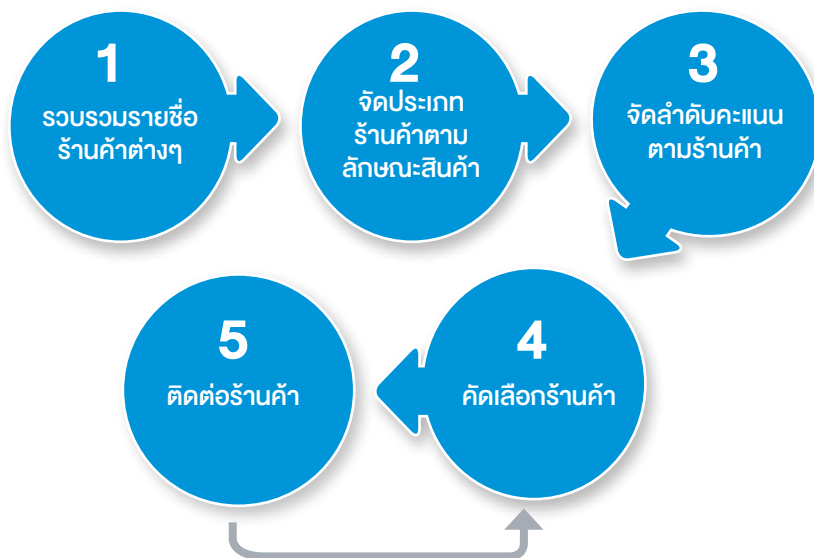 1
รวบรวมรายชื่อ
ร้านค้าต่างๆ
2
จัดประเภท
ร้านค้าตาม
ลักษณะสินค้า
3
จัดลำดับคะแนน
ตามร้านค้า
4
คัดเลือกร้านค้า
5
ติดต่อร้านค้า